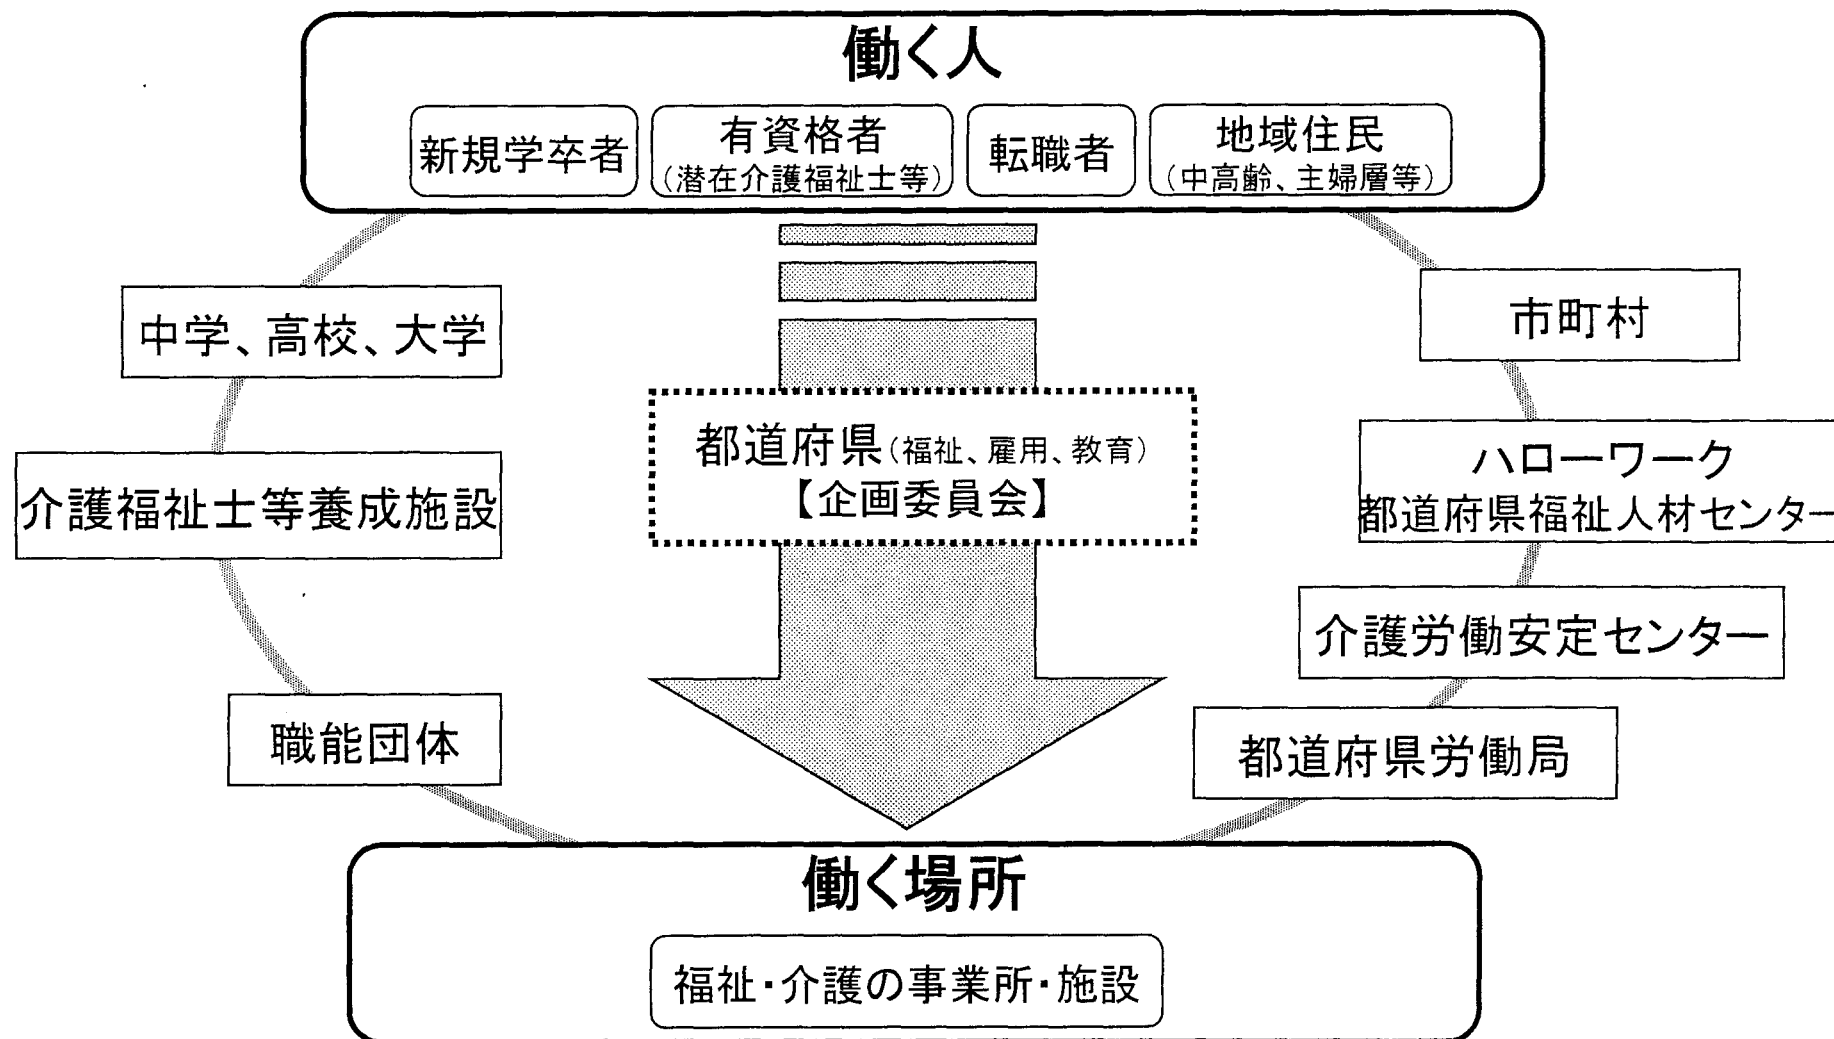 働く人
新規学卒者
有資格者
(潜在介護福祉士等)
転職者
地域住民
(中高齢、主婦層等)
中学、高校、大学
介護福祉士等養成施設
職能団体
都道府県(福祉、雇用、教育)
【企画委員会】
市町村
ハローワーク
都道府県福祉人材センター
介護労働安定センター
都道府県労働局
働く場所
福祉・介護の事業所・施設